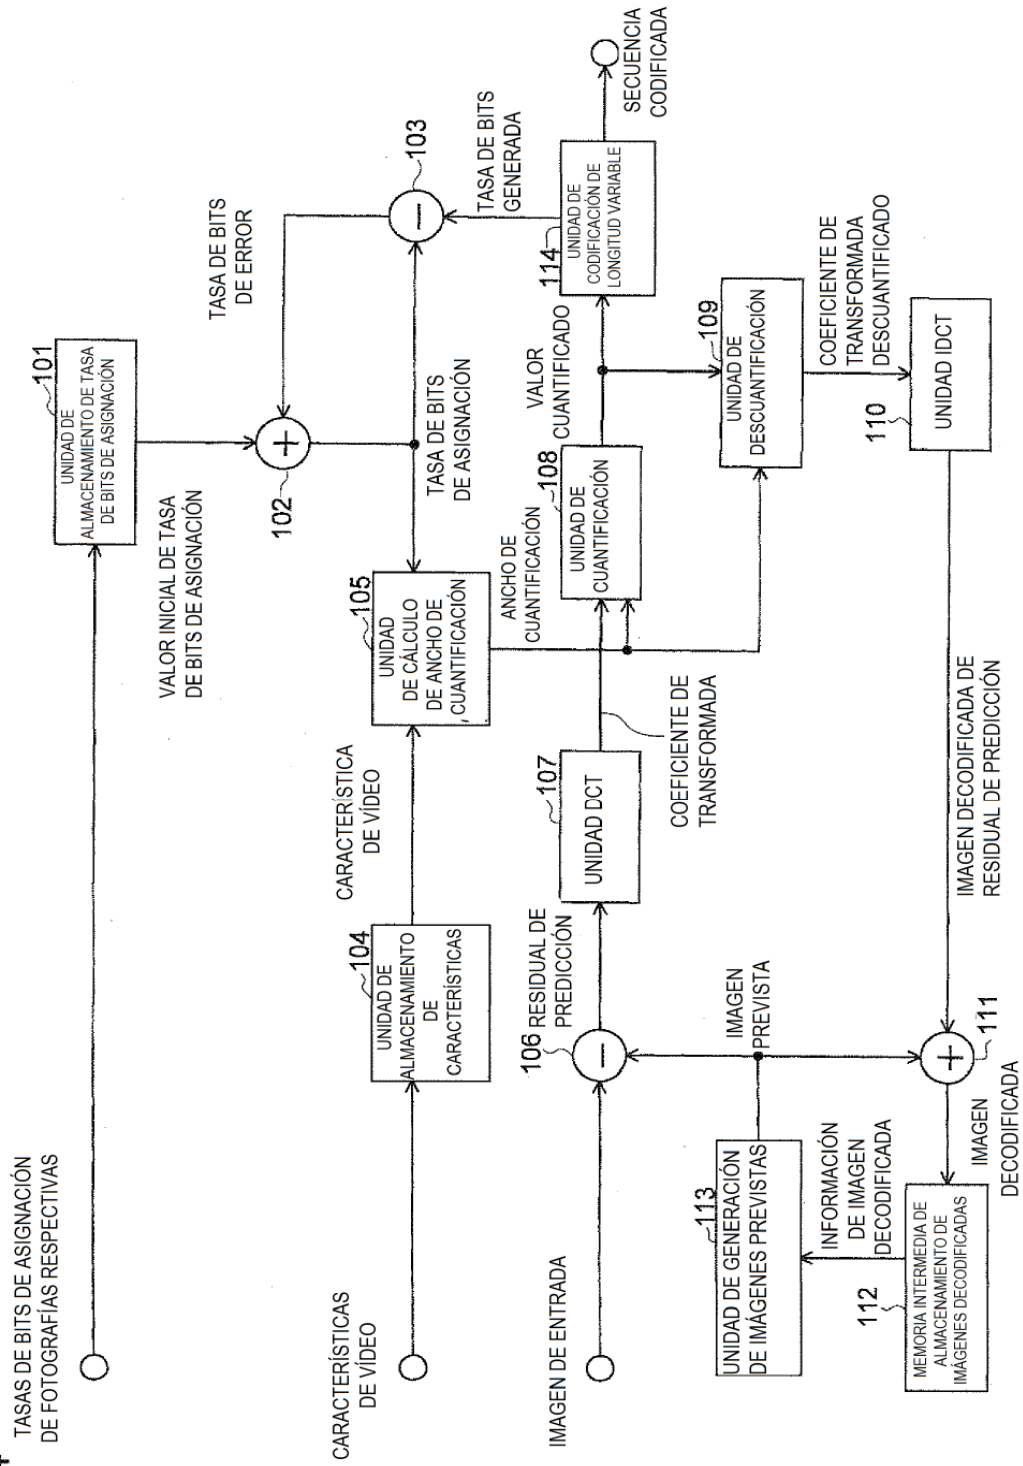 TASAS DE BITS DE ASIGNACIÓN
DE FOTOGRAFÍAS RESPECTIVAS
101
UNIDAD DE
ALMACENAMIENTO DE TASA
DE BITS DE ASIGNACIÓN
VALOR INICIAL DE TASA
DE BITS DE ASIGNACIÓN
102
+
TASA DE BITS
DE ERROR
103
−
TASA DE BITS
DE ASIGNACIÓN
TASA DE BITS
GENERADA
CARACTERÍSTICAS
DE VÍDEO
104
UNIDAD DE
ALMACENAMIENTO
DE
CARACTERÍSTICAS
CARACTERÍSTICA
DE VÍDEO
105
UNIDAD
DE CÁLCULO
DE ANCHO DE
CUANTIFICACIÓN
ANCHO DE
CUANTIFICACIÓN
IMAGEN DE ENTRADA
106
−
RESIDUAL DE
PREDICCIÓN
107
UNIDAD DCT
COEFICIENTE DE
TRANSFORMADA
108
UNIDAD DE
CUANTIFICACIÓN
VALOR
CUANTIFICADO
114
UNIDAD DE
CODIFICACIÓN DE
LONGITUD VARIABLE
SECUENCIA
CODIFICADA
113
UNIDAD DE GENERACIÓN
DE IMÁGENES PREVISTAS
IMAGEN
PREVISTA
109
UNIDAD DE
DESCUANTIFICACIÓN
INFORMACIÓN
DE IMAGEN
DECODIFICADA
COEFICIENTE DE
TRANSFORMADA
DESCUANTIFICADO
112
MEMORIA INTERMEDIA DE
ALMACENAMIENTO DE
IMÁGENES DECODIFICADAS
IMAGEN
DECODIFICADA
111
+
IMAGEN DECODIFICADA DE
RESIDUAL DE PREDICCIÓN
110
UNIDAD IDCT